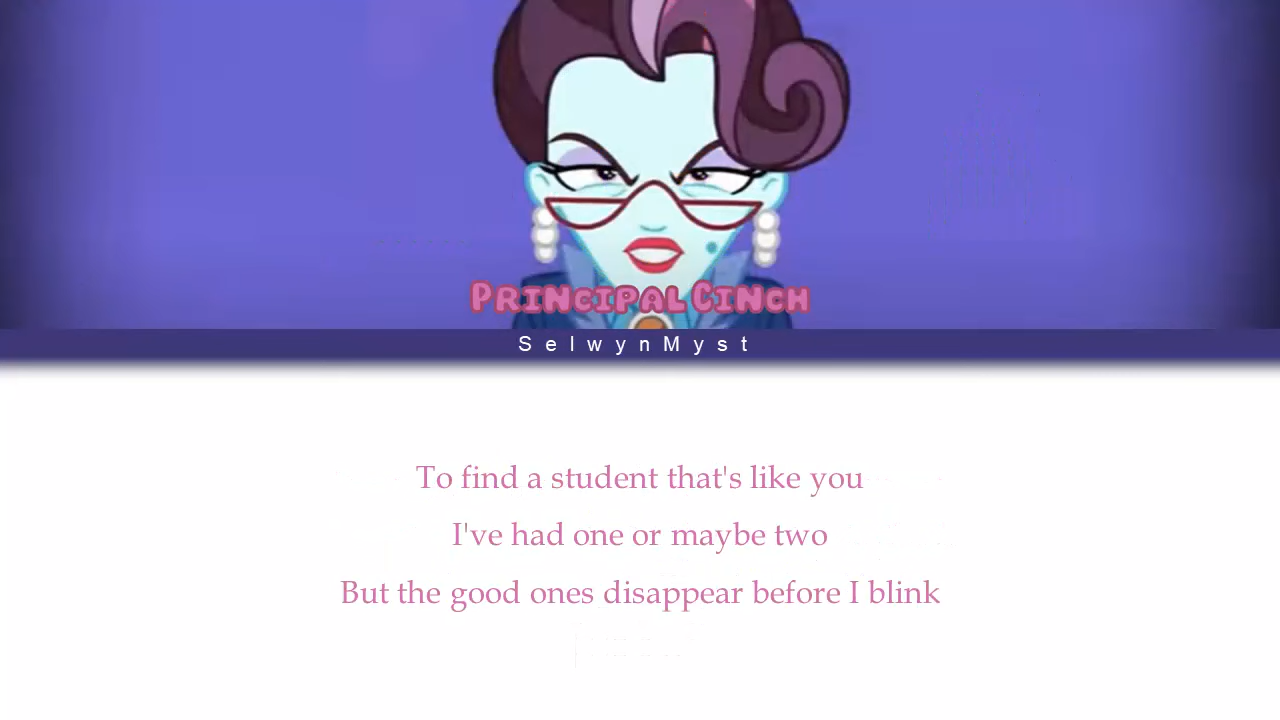 Principal Cinch
SelwynMyst
To find a student that's like you
I've had one or maybe two
But the good ones disappear before I blink